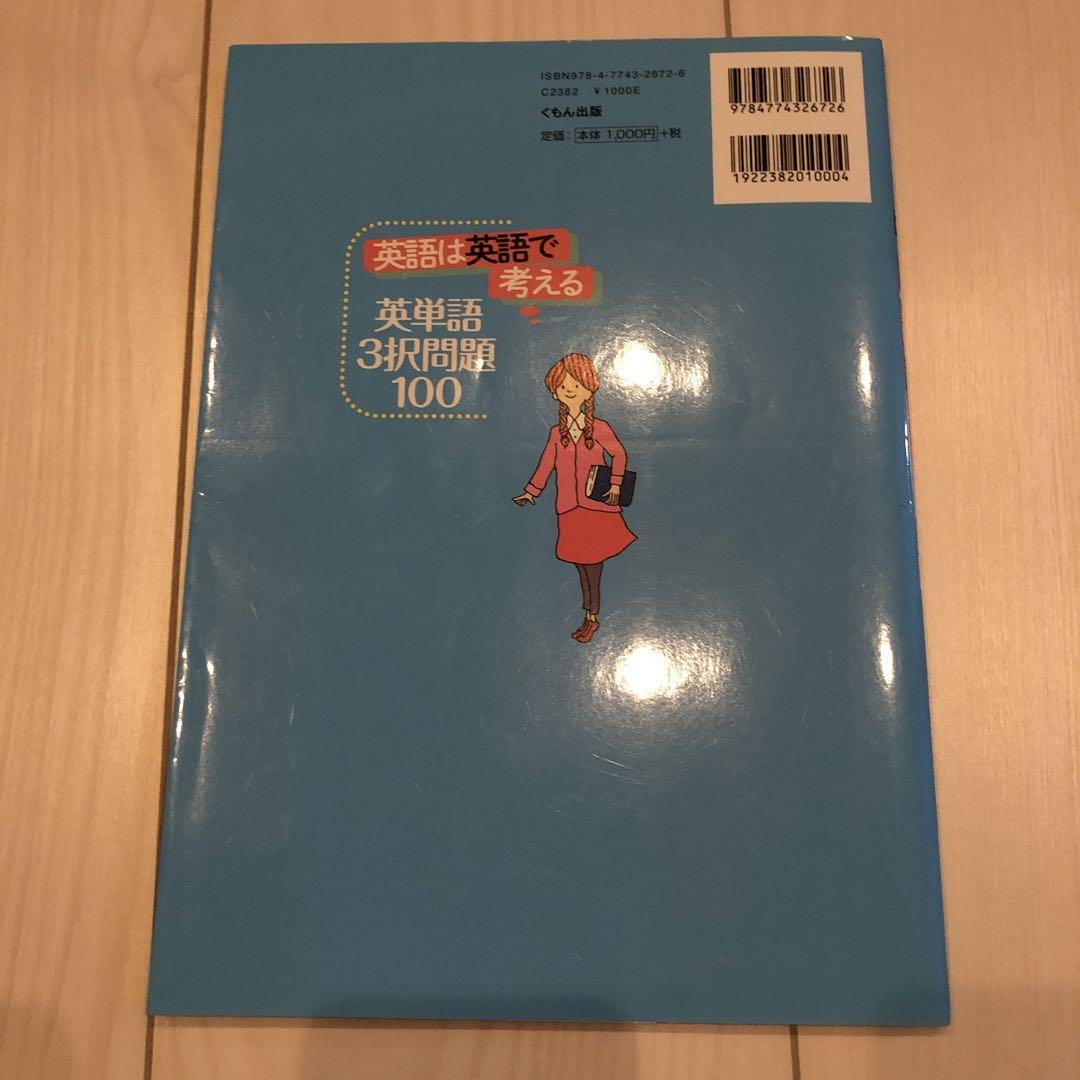 ISBN978-4-7743-2672-6
C2382 ￥1000E
くもん出版
定価：本体 1,000円+税
9784774326726
1922382010004
英語は英語で
考える
英単語
3択問題
100